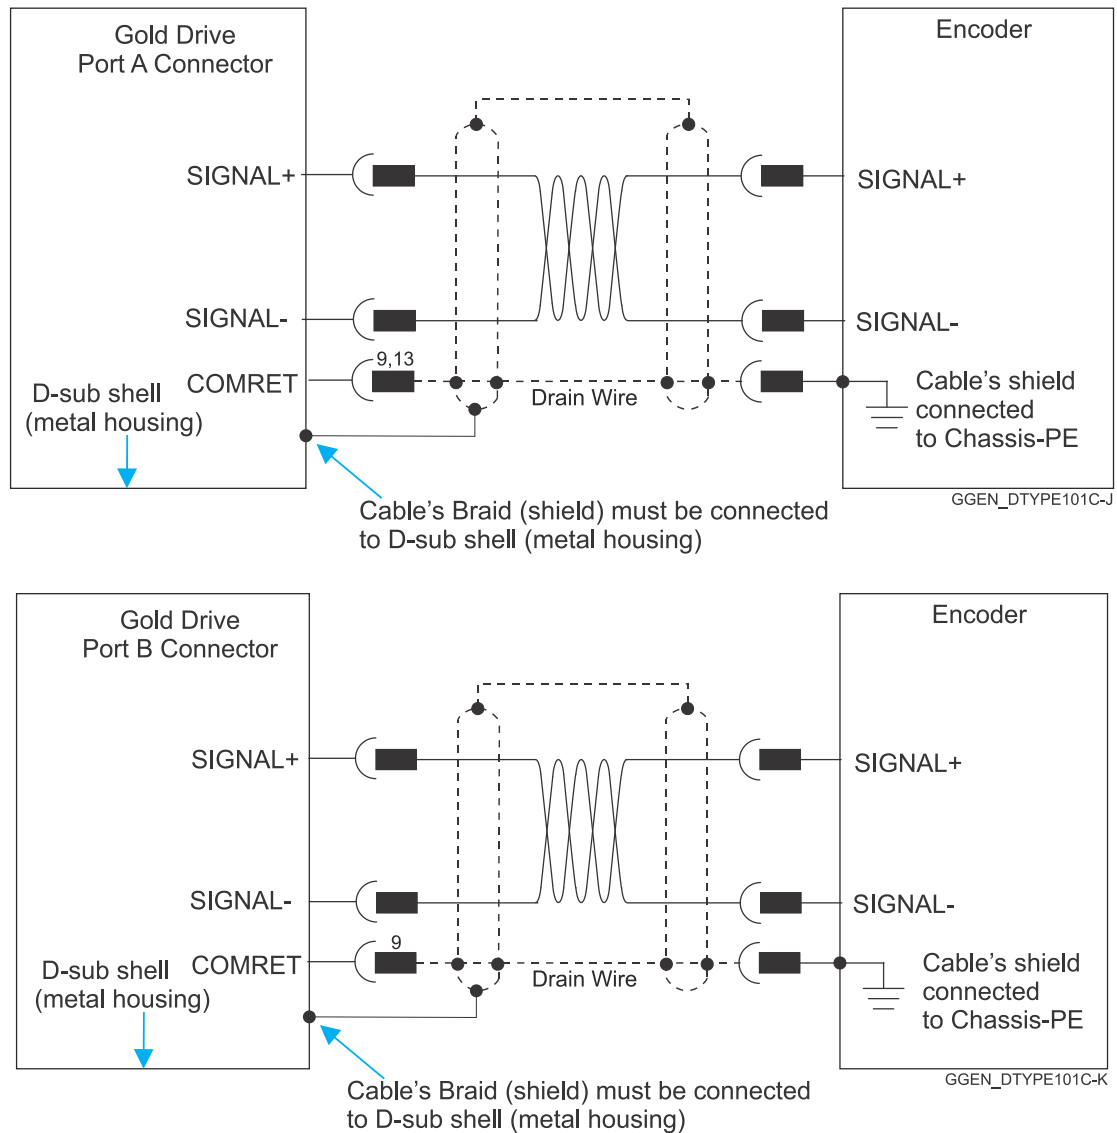 Gold Drive
Port A Connector
Encoder
SIGNAL+
SIGNAL+
SIGNAL-
SIGNAL-
9,13
COMRET
Drain Wire
D-sub shell
(metal housing)
Cable's shield
connected
to Chassis-PE
GGEN_DTYPE101C-J
Cable's Braid (shield) must be connected
to D-sub shell (metal housing)
Gold Drive
Port B Connector
Encoder
SIGNAL+
SIGNAL+
SIGNAL-
SIGNAL-
9
COMRET
Drain Wire
D-sub shell
(metal housing)
Cable's shield
connected
to Chassis-PE
GGEN_DTYPE101C-K
Cable's Braid (shield) must be connected
to D-sub shell (metal housing)